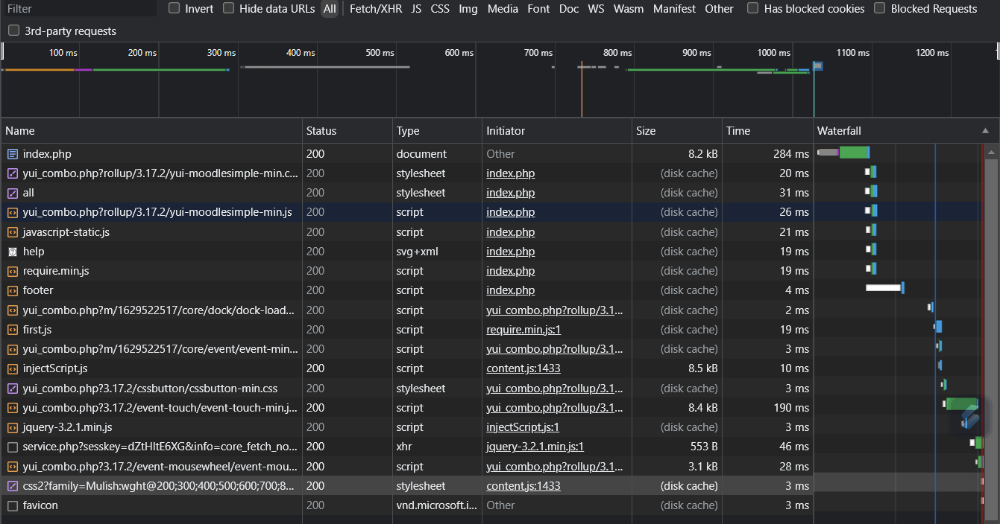 Filter Invert Hide data URLs All Fetch/XHR JS CSS Img Media Font Doc WS Wasm Manifest Other Has blocked cookies Blocked Requests
3rd-party requests
100 ms 200 ms 300 ms 400 ms 500 ms 600 ms 700 ms 800 ms 900 ms 1000 ms 1100 ms 1200 ms
Name Status Type Initiator Size Time Waterfall
index.php 200 document Other 8.2 kB 284 ms
yui_combo.php?rollup/3.17.2/yui-moodlesimple-min.c... 200 stylesheet index.php (disk cache) 20 ms
all 200 stylesheet index.php (disk cache) 31 ms
yui_combo.php?rollup/3.17.2/yui-moodlesimple-min.js 200 script index.php (disk cache) 26 ms
javascript-static.js 200 script index.php (disk cache) 21 ms
help 200 svg+xml index.php (disk cache) 19 ms
require.min.js 200 script index.php (disk cache) 19 ms
footer 200 script index.php (disk cache) 4 ms
yui_combo.php?m/1629522517/core/dock/dock-load... 200 script yui_combo.php?rollup/3.1... (disk cache) 2 ms
first.js 200 script require.min.js:1 (disk cache) 19 ms
yui_combo.php?m/1629522517/core/event/event-min... 200 script yui_combo.php?rollup/3.1... (disk cache) 3 ms
injectScript.js 200 script content.js:1433 8.5 kB 10 ms
yui_combo.php?3.17.2/cssbutton/cssbutton-min.css 200 stylesheet yui_combo.php?rollup/3.1... (disk cache) 3 ms
yui_combo.php?3.17.2/event-touch/event-touch-min.j... 200 script yui_combo.php?rollup/3.1... 8.4 kB 190 ms
jquery-3.2.1.min.js 200 script injectScript.js:1 (disk cache) 3 ms
service.php?sesskey=dZtHltE6XG&info=core_fetch_no... 200 xhr jquery-3.2.1.min.js:1 553 B 46 ms
yui_combo.php?3.17.2/event-mousewheel/event-mou... 200 script yui_combo.php?rollup/3.1... 3.1 kB 28 ms
css2?family=Mulish:wght@200;300;400;500;600;700;8... 200 stylesheet content.js:1433 (disk cache) 3 ms
favicon 200 vnd.microsoft.i... Other (disk cache) 3 ms